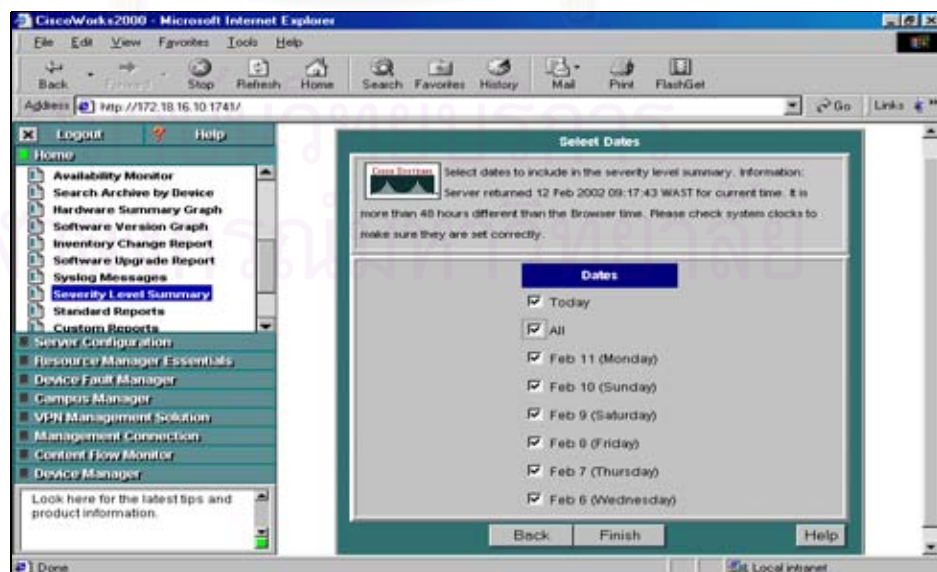 CiscoWorks2000 - Microsoft Internet Explorer
File Edit View Favorites Tools Help
Back Forward Stop Refresh Home Search Favorites History Mail Print FlashGet
Address http://172.18.16.10:1741/ Go Links
Logout ? Help
Home
Availability Monitor
Search Archive by Device
Hardware Summary Graph
Software Version Graph
Inventory Change Report
Software Upgrade Report
Syslog Messages
Severity Level Summary
Standard Reports
Custom Reports
Server Configuration
Resource Manager Essentials
Device Fault Manager
Campus Manager
VPN Management Solution
Management Connection
Content Flow Monitor
Device Manager
Look here for the latest tips and
product information.
Select Dates
Cisco Systems
Select dates to include in the severity level summary. Information:
Server returned 12 Feb 2002 09:17:43 WAST for current time. It is
more than 48 hours different than the Browser time. Please check system clocks to
make sure they are set correctly.
Dates
Today
All
Feb 11 (Monday)
Feb 10 (Sunday)
Feb 9 (Saturday)
Feb 8 (Friday)
Feb 7 (Thursday)
Feb 6 (Wednesday)
Back Finish Help
Done Local intranet